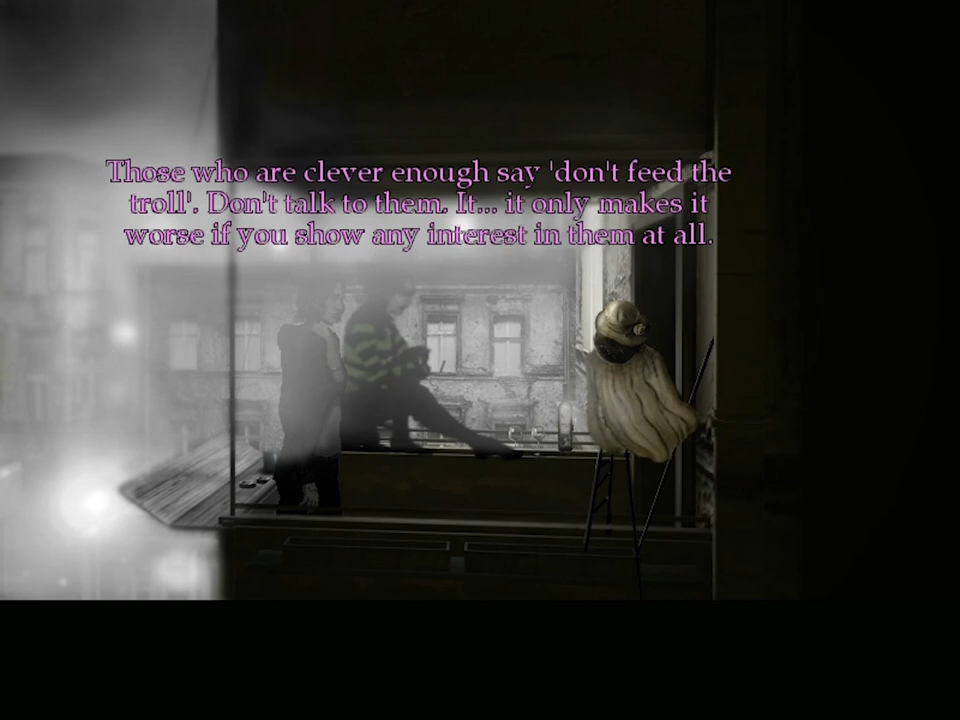 Those who are clever enough say 'don't feed the
troll'. Don't talk to them. It... it only makes it
worse if you show any interest in them at all.